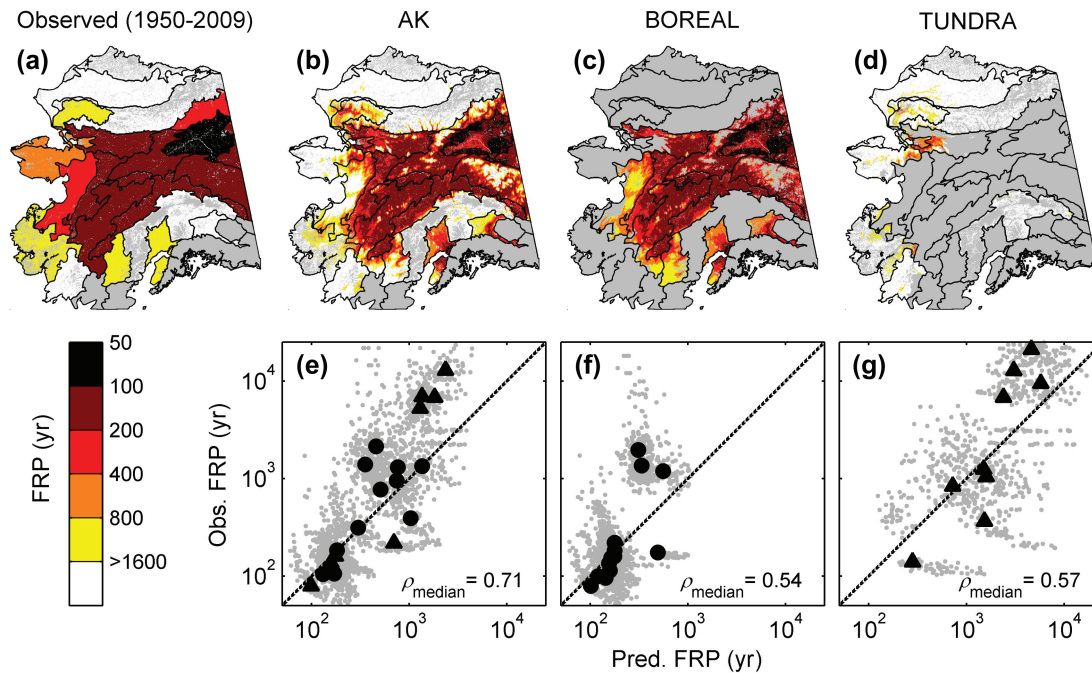 Observed (1950-2009)
AK
BOREAL
TUNDRA
(a)
(b)
(c)
(d)
FRP (yr)
50
100
200
400
800
>1600
Obs. FRP (yr)
10^4
10^3
10^2
(e)
ρmedian = 0.71
(f)
ρmedian = 0.54
(g)
ρmedian = 0.57
10^2 10^3 10^4
10^2 10^3 10^4
10^2 10^3 10^4
Pred. FRP (yr)